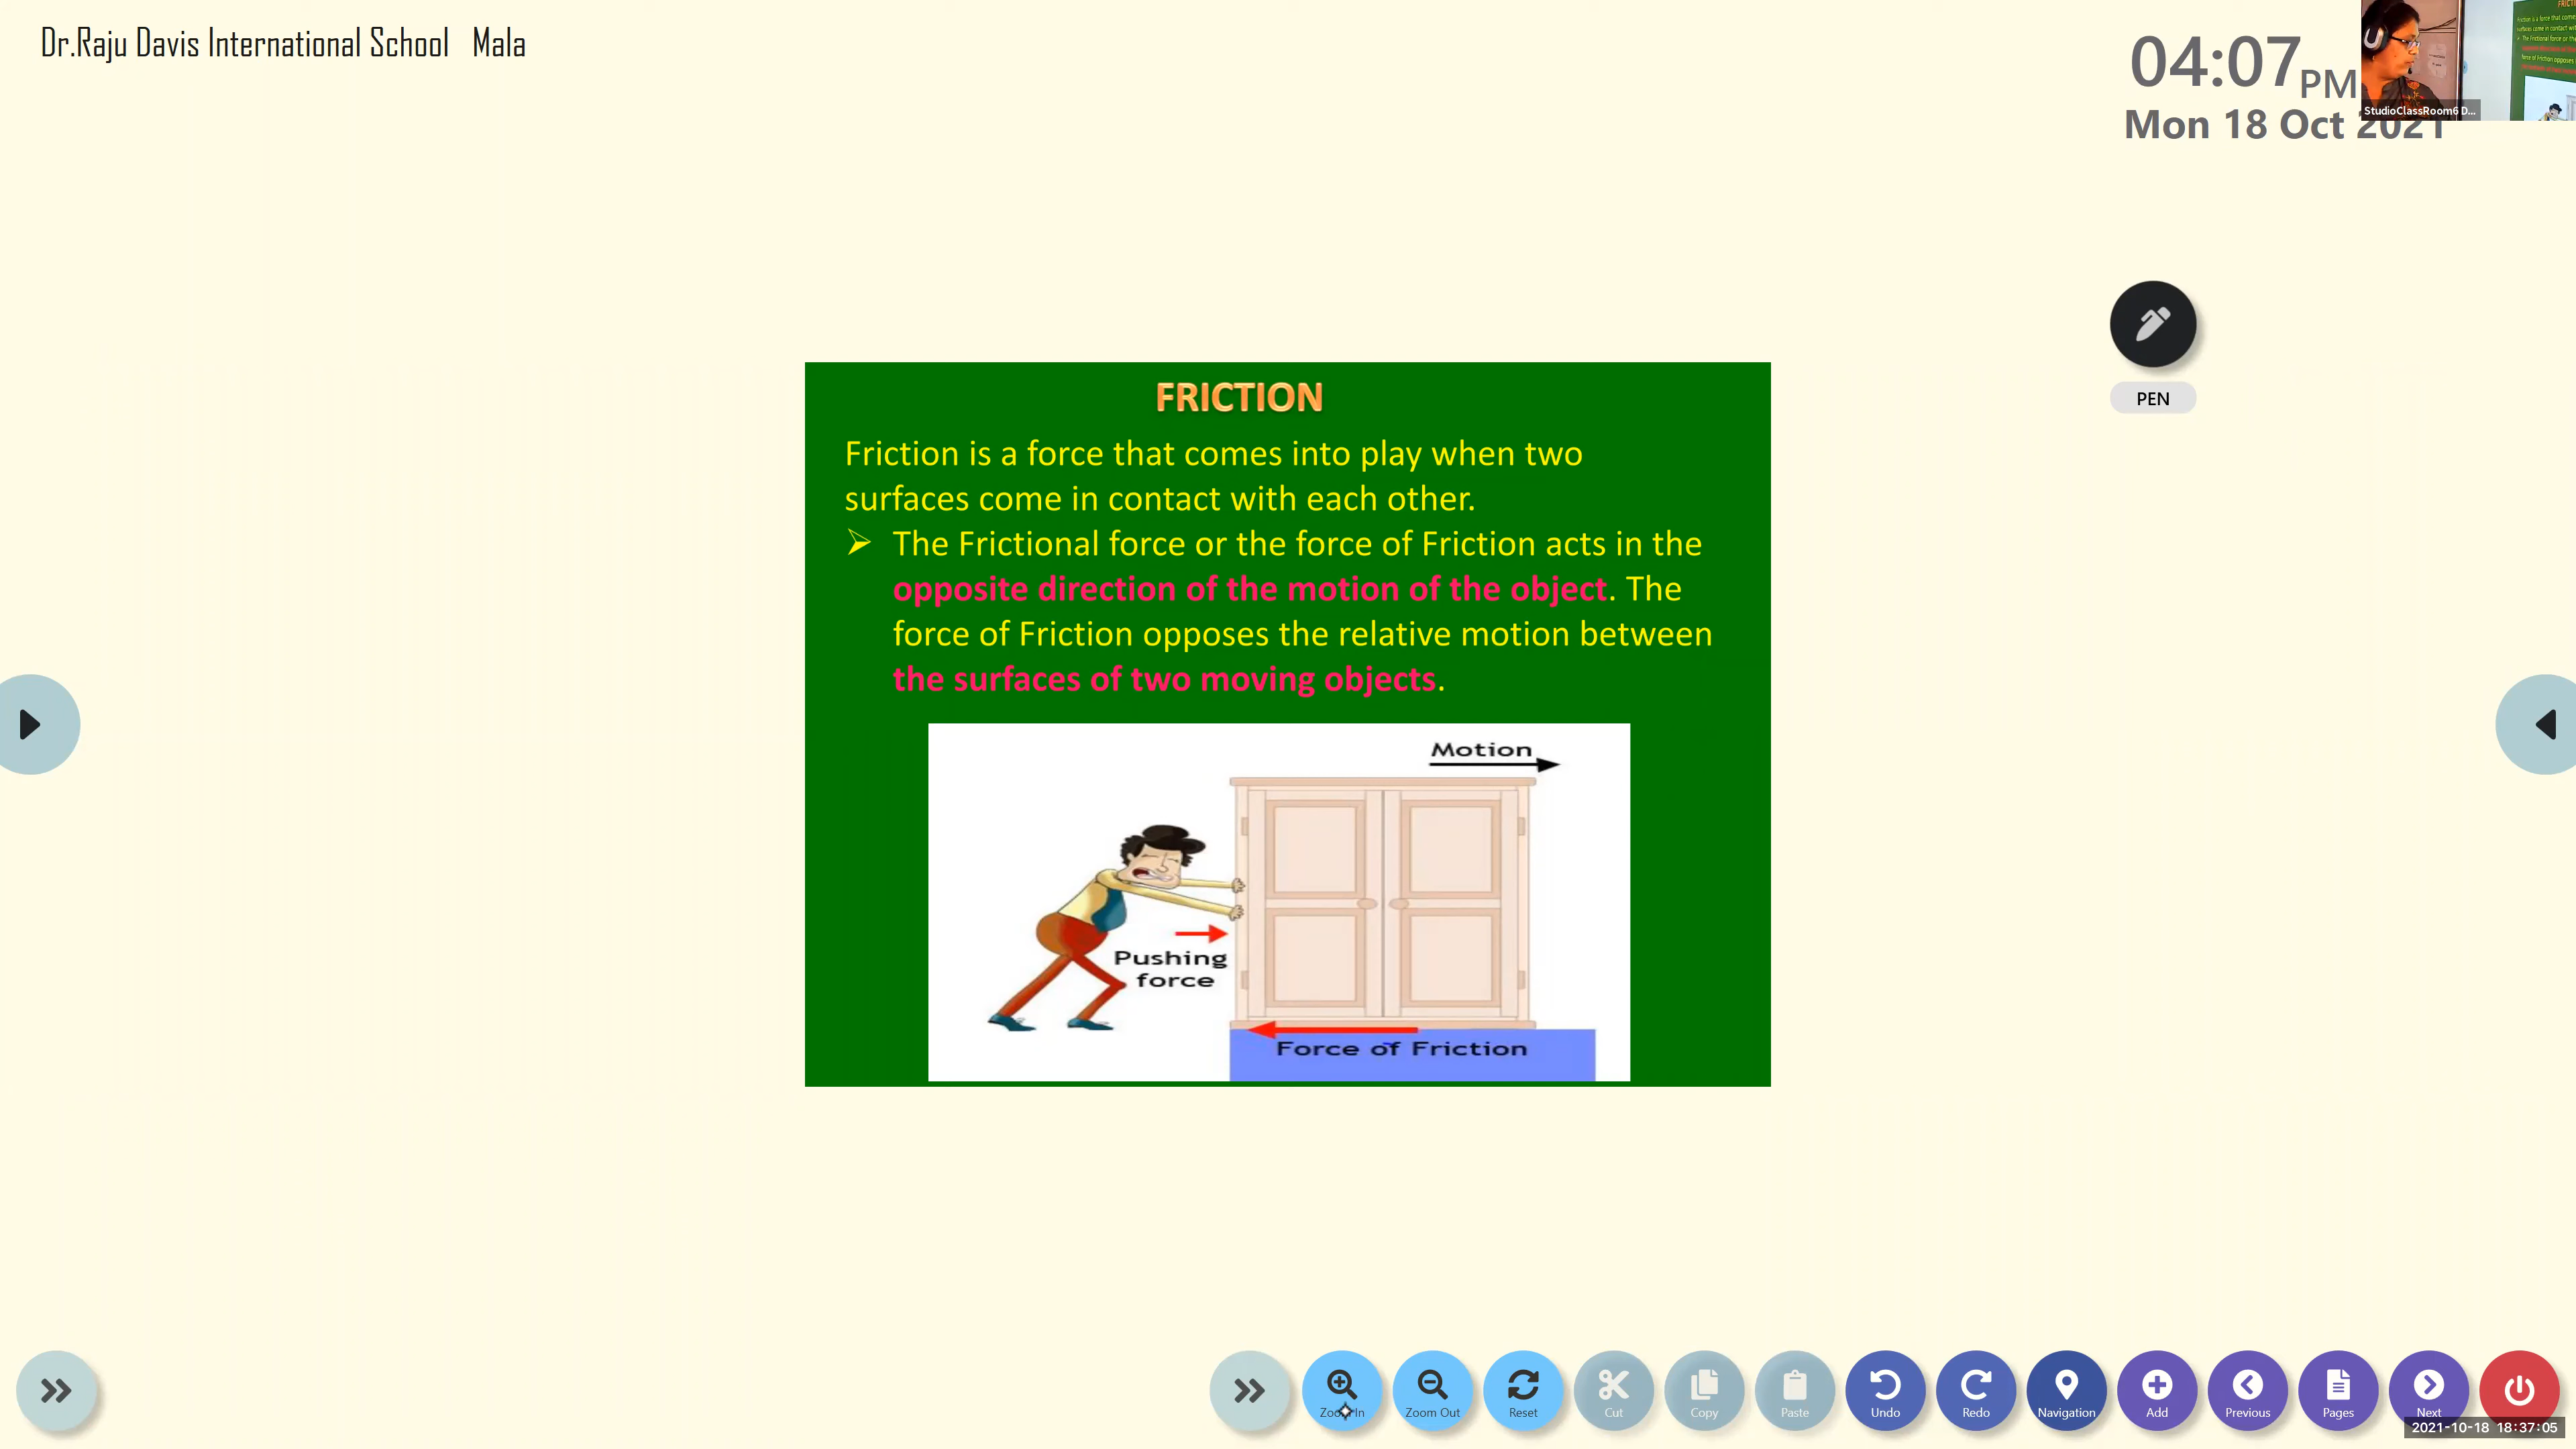 Dr.Raju Davis International School Mala
04:07 PM
Mon 18 Oct 2021
StudioClassRoom6 D...
PEN
FRICTION
Friction is a force that comes into play when two
surfaces come in contact with each other.
➢ The Frictional force or the force of Friction acts in the
opposite direction of the motion of the object. The
force of Friction opposes the relative motion between
the surfaces of two moving objects.
Motion
Pushing
force
Force of Friction
Zoom In
Zoom Out
Reset
Cut
Copy
Paste
Undo
Redo
Navigation
Add
Previous
Pages
Next
2021-10-18 18:37:05